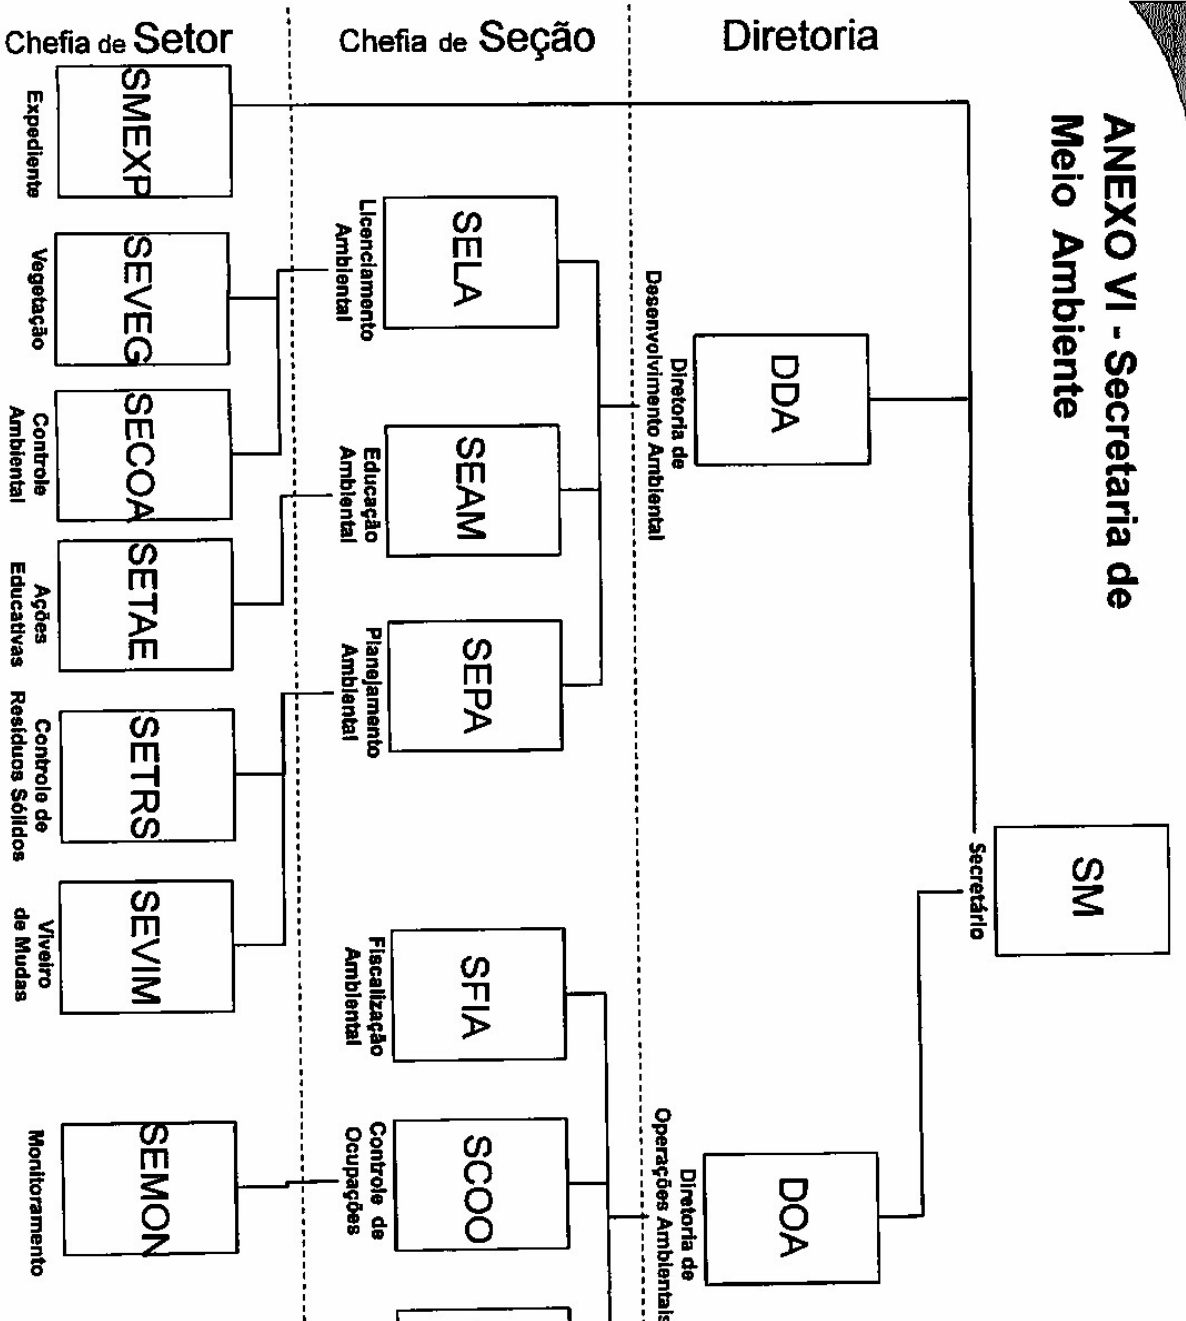 ANEXO VI - Secretaria de
Meio Ambiente
SM
Secretário
Diretoria
DDA
Diretoria de
Desenvolvimento Ambiental
DOA
Diretoria de
Operações Ambientais
Chefia de Seção
SELA
Licenciamento
Ambiental
SEAM
Educação
Ambiental
SEPA
Planejamento
Ambiental
SFIA
Fiscalização
Ambiental
SCOO
Controle de
Ocupações
Chefia de Setor
SMEXP
Expediente
SEVEG
Vegetação
SECOA
Controle
Ambiental
SETAE
Ações
Educativas
SETRS
Controle de
Resíduos Sólidos
SEVIM
Viveiro
de Mudas
SEMON
Monitoramento